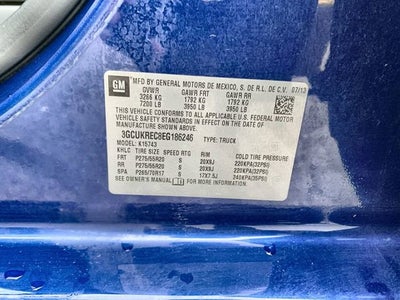 GM MFD BY GENERAL MOTORS DE MEXICO, S. DE R.L. DE C.V. 07/13
GVWR GAWR FRT GAWR RR
3266 KG 1792 KG 1792 KG
7200 LB 3950 LB 3950 LB
THIS VEHICLE CONFORMS TO ALL APPLICABLE U.S. FEDERAL MOTOR
VEHICLE SAFETY AND THEFT PREVENTION STANDARDS IN EFFECT ON
THE DATE OF MANUFACTURE SHOWN ABOVE.
3GCUKREC8EG186246 TYPE: TRUCK
MODEL: K15743
KHLC TIRE SIZE SPEED RTG RIM COLD TIRE PRESSURE
FRT P275/55R20 S 20X9J 220KPA(32PSI)
RR P275/55R20 S 20X9J 220KPA(32PSI)
SPA P265/70R17 S 17X7.5J 240KPA(35PSI)
SEE OWNER'S MANUAL FOR MORE INFORMATION.